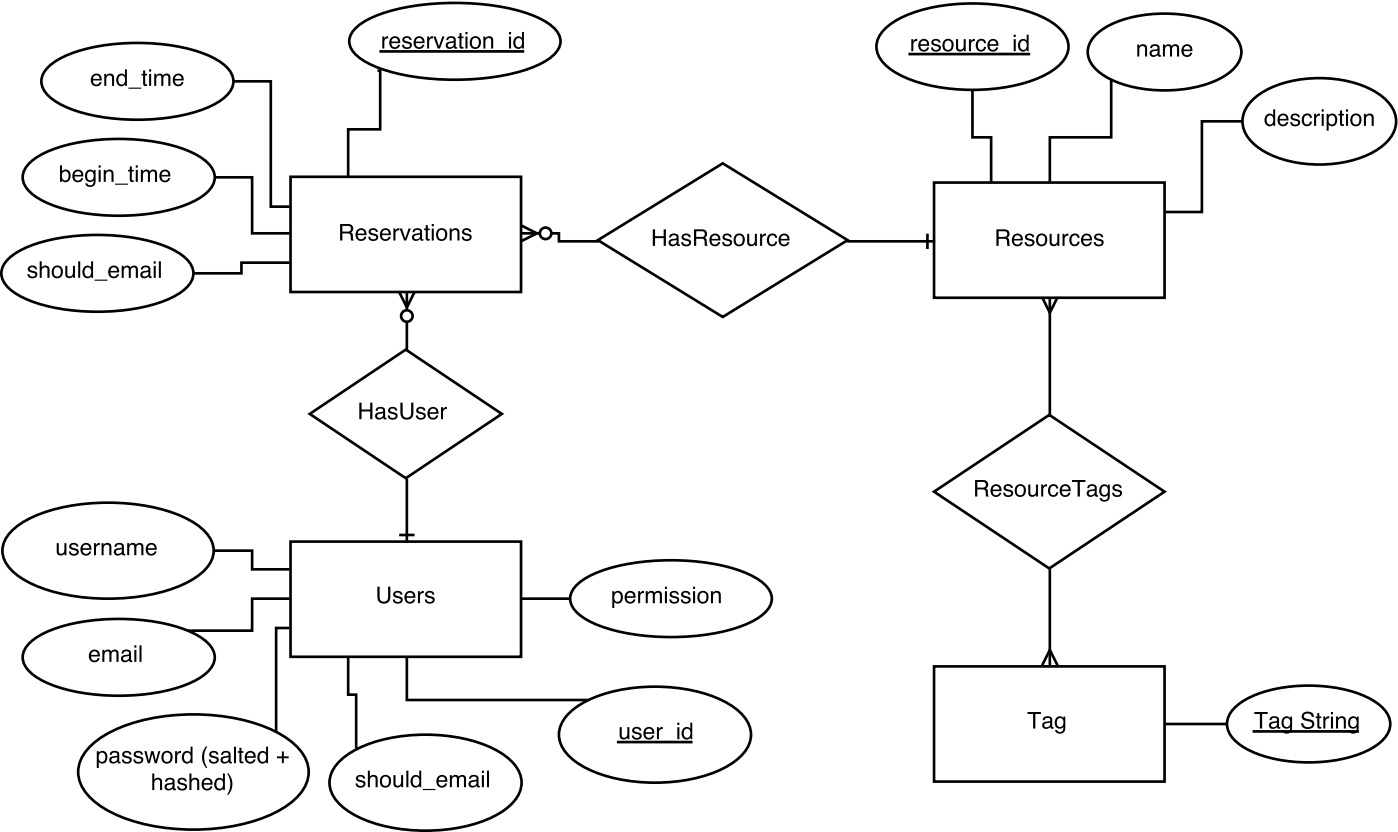 reservation_id
resource_id
name
end_time
description
begin_time
Reservations
HasResource
Resources
should_email
HasUser
ResourceTags
username
Users
permission
email
user_id
Tag
Tag String
password (salted +
hashed)
should_email